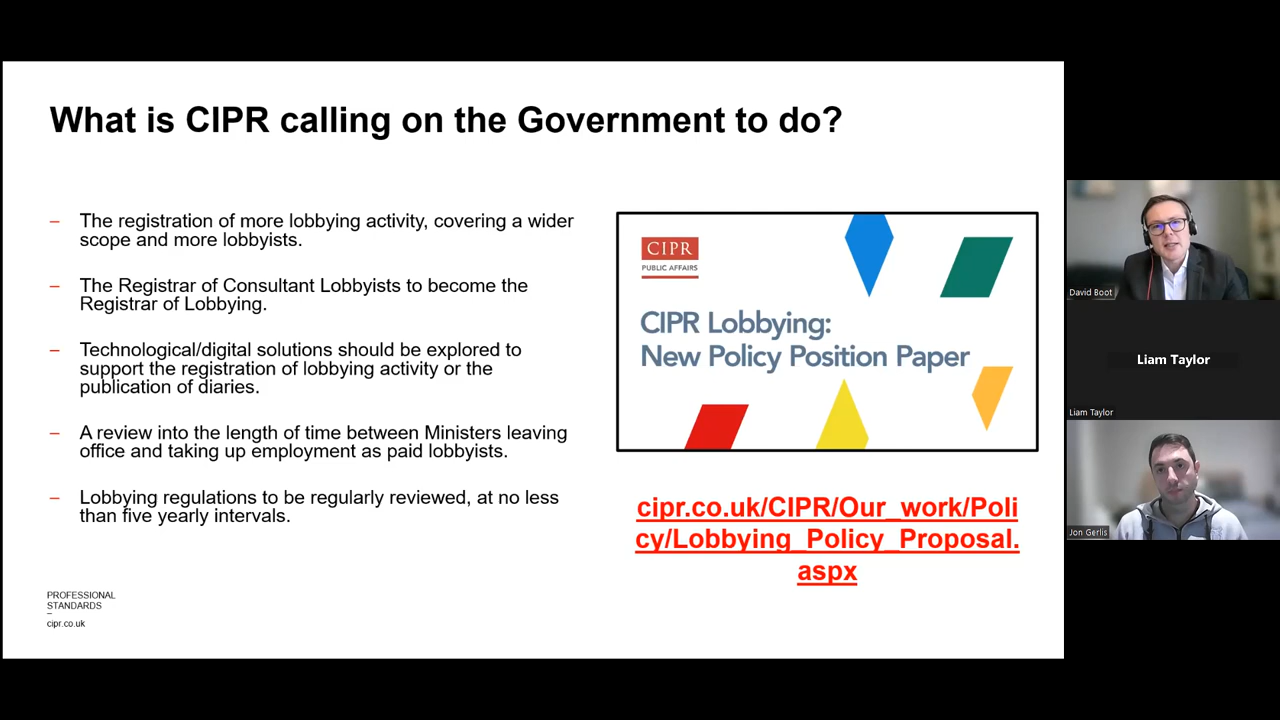 What is CIPR calling on the Government to do?
– The registration of more lobbying activity, covering a wider
scope and more lobbyists.
– The Registrar of Consultant Lobbyists to become the
Registrar of Lobbying.
– Technological/digital solutions should be explored to
support the registration of lobbying activity or the
publication of diaries.
– A review into the length of time between Ministers leaving
office and taking up employment as paid lobbyists.
– Lobbying regulations to be regularly reviewed, at no less
than five yearly intervals.
PROFESSIONAL
STANDARDS
–
cipr.co.uk
CIPR
PUBLIC AFFAIRS
CIPR Lobbying:
New Policy Position Paper
cipr.co.uk/CIPR/Our_work/Poli
cy/Lobbying_Policy_Proposal.
aspx
David Boot
Liam Taylor
Liam Taylor
Jon Gerlis